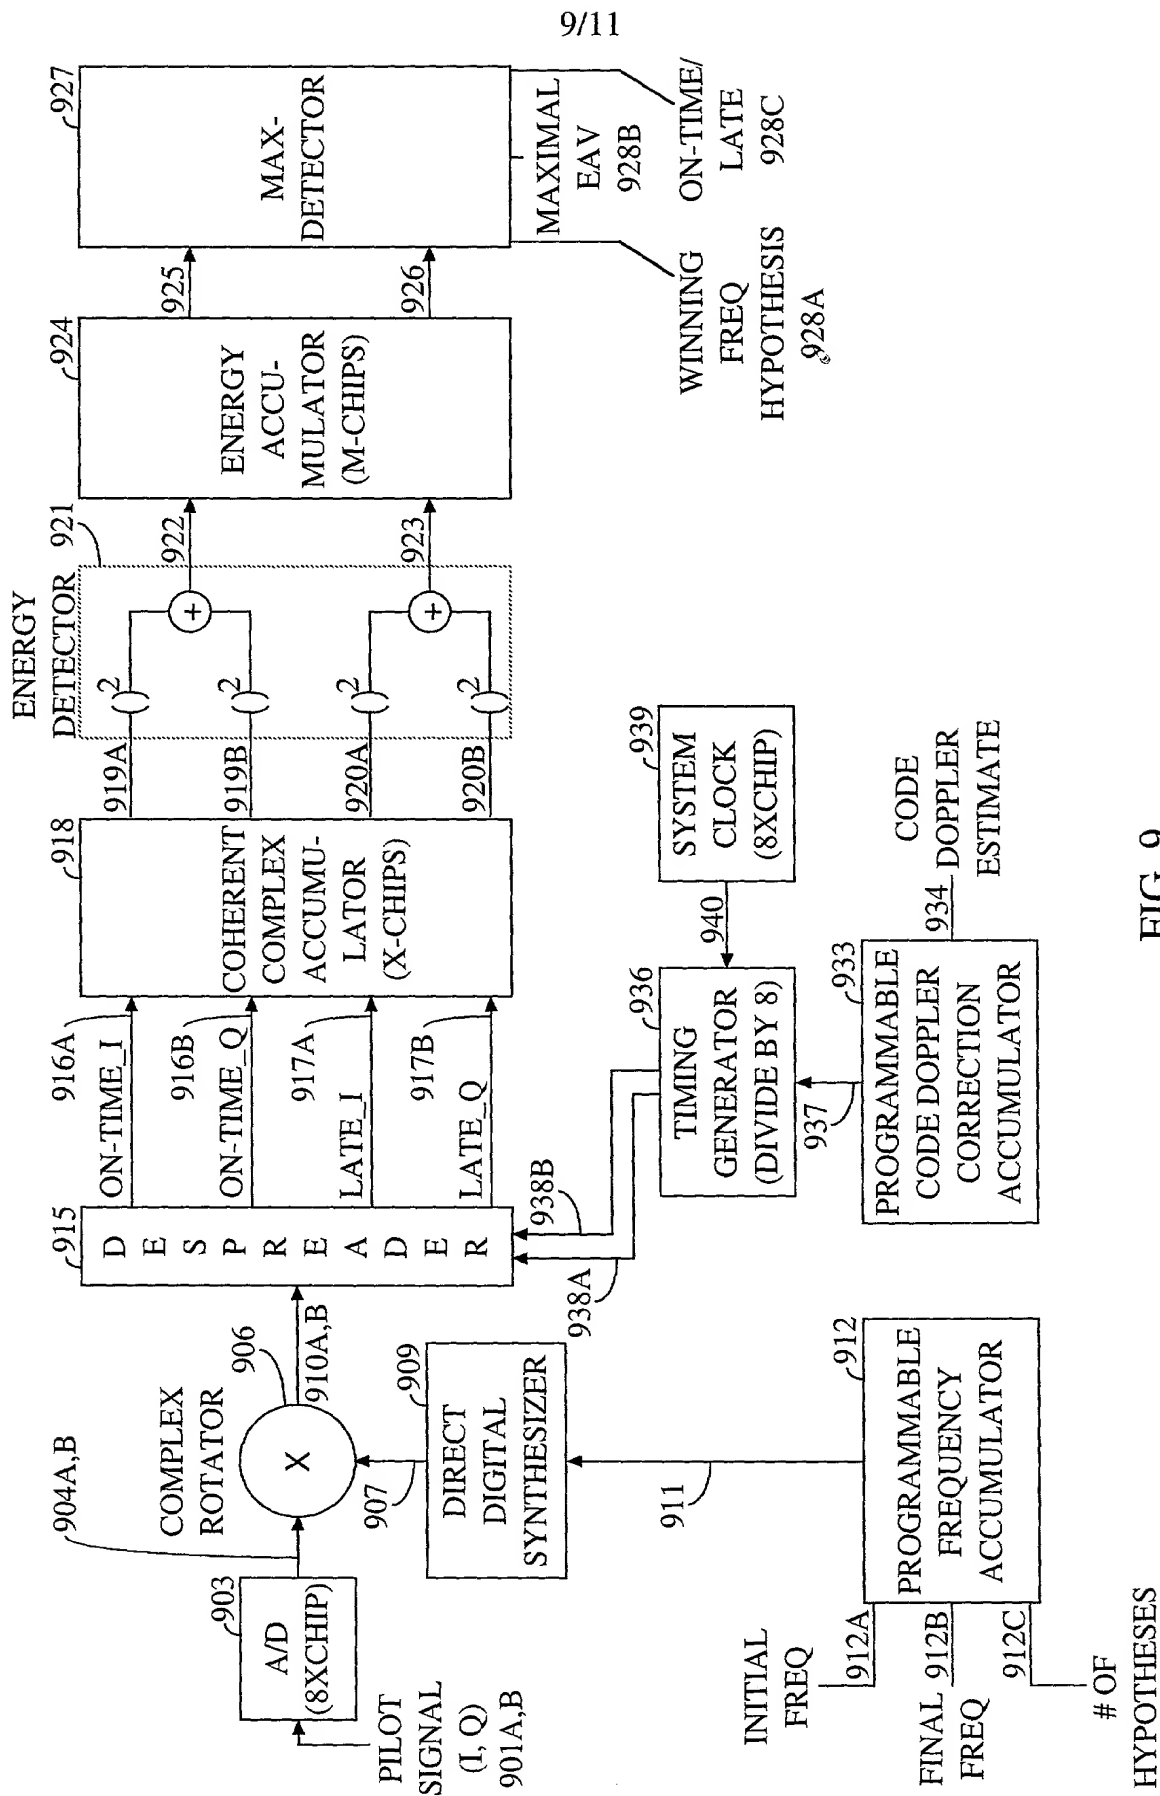 9/11
PILOT
SIGNAL
(I, Q)
901A,B
903
A/D
(8XCHIP)
904A,B
COMPLEX
ROTATOR
906
X
910A,B
907
909
DIRECT
DIGITAL
SYNTHESIZER
911
912
PROGRAMMABLE
FREQUENCY
ACCUMULATOR
INITIAL
FREQ
912A
FINAL
FREQ
912B
# OF
HYPOTHESES
912C
915
D
E
S
P
R
E
A
D
E
R
ON-TIME_I
916A
ON-TIME_Q
916B
LATE_I
917A
LATE_Q
917B
938A
938B
918
COHERENT
COMPLEX
ACCUMU-
LATOR
(X-CHIPS)
919A
919B
920A
920B
ENERGY
DETECTOR
921
( )2
( )2
( )2
( )2
+
+
922
923
924
ENERGY
ACCU-
MULATOR
(M-CHIPS)
925
926
927
MAX-
DETECTOR
WINNING
FREQ
HYPOTHESIS
928A
MAXIMAL
EAV
928B
ON-TIME/
LATE
928C
936
TIMING
GENERATOR
(DIVIDE BY 8)
940
939
SYSTEM
CLOCK
(8XCHIP)
937
933
PROGRAMMABLE
CODE DOPPLER
CORRECTION
ACCUMULATOR
934
CODE
DOPPLER
ESTIMATE
FIG. 9